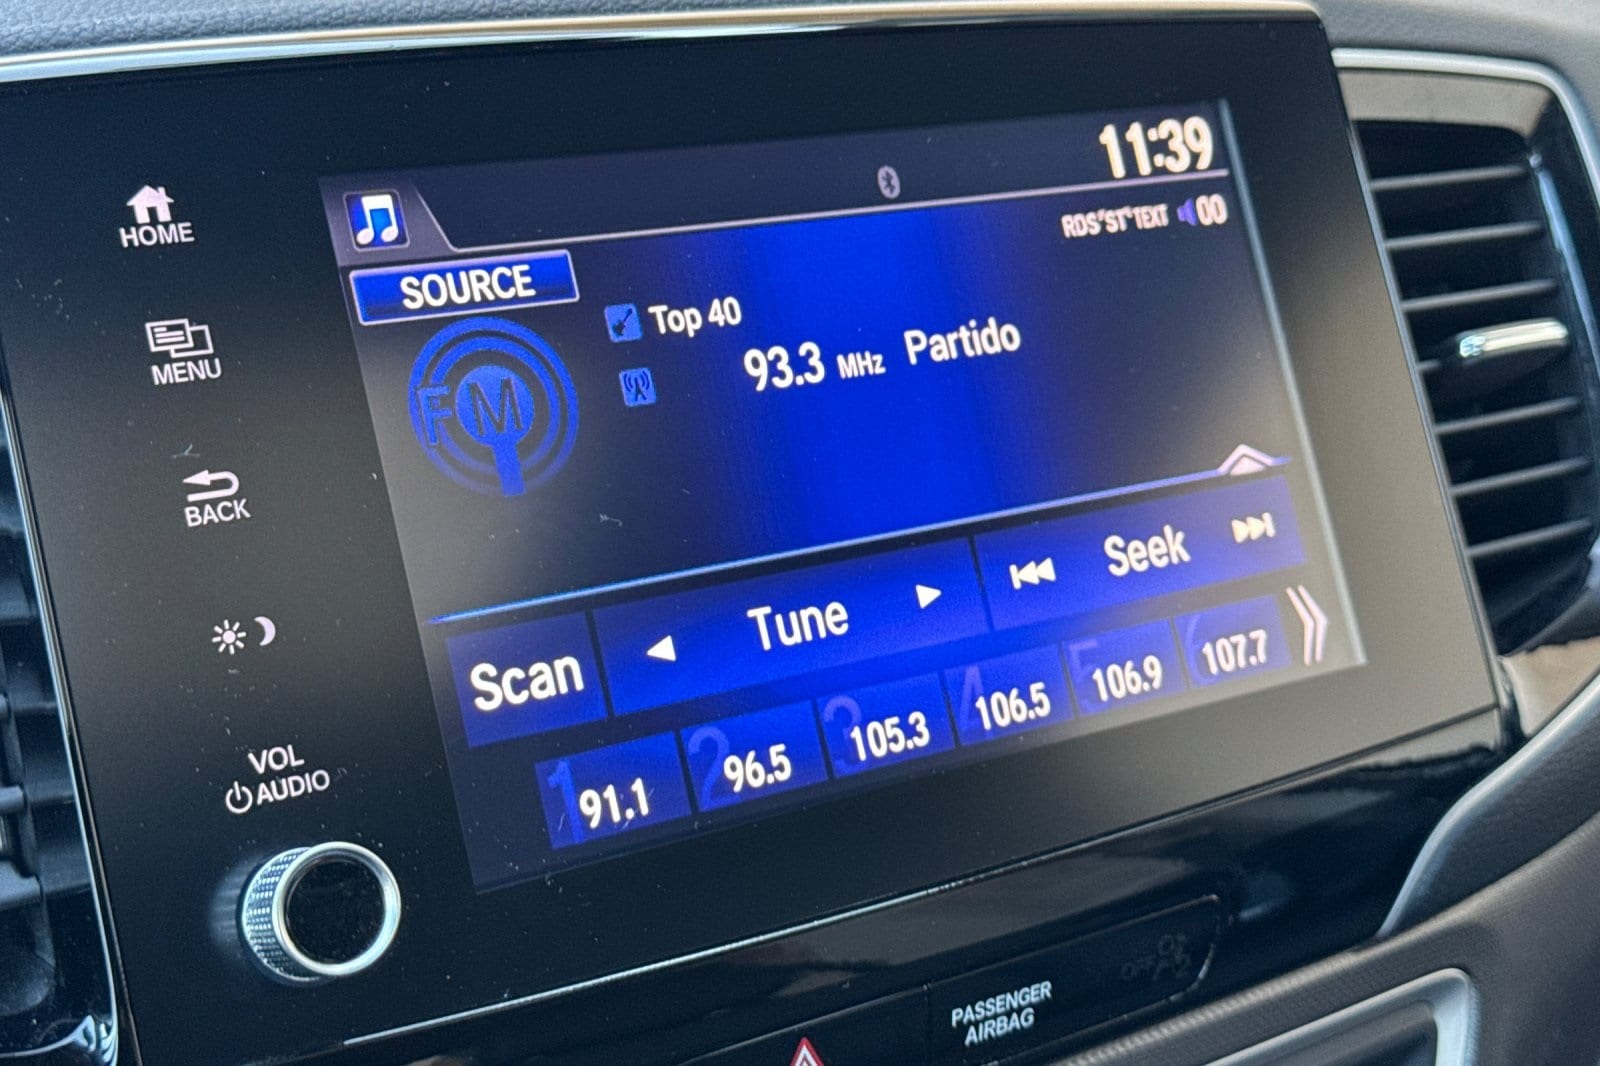 11:39
HOME
RDS ST TEXT 00
SOURCE
Top 40
FM
93.3 MHz Partido
MENU
BACK
Seek
Tune
Scan
1 91.1
2 96.5
3 105.3
4 106.5
5 106.9
6 107.7
VOL
AUDIO
PASSENGER
AIRBAG
OFF